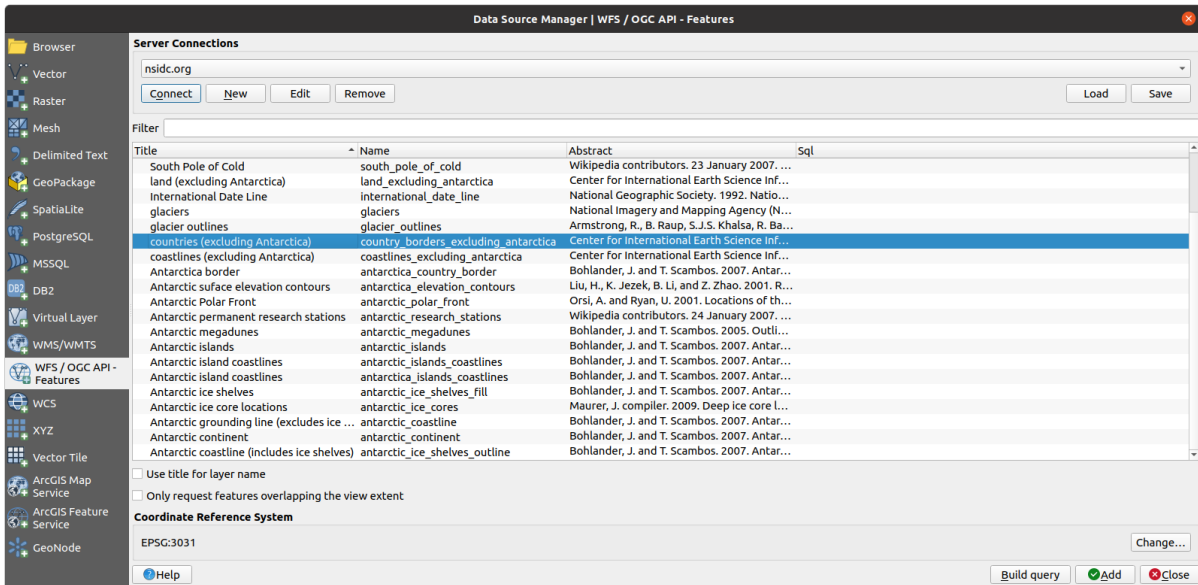 Data Source Manager | WFS / OGC API - Features
Browser
Vector
Raster
Mesh
Delimited Text
GeoPackage
SpatiaLite
PostgreSQL
MSSQL
DB2 DB2
Virtual Layer
WMS/WMTS
WFS / OGC API -
Features
WCS
XYZ
Vector Tile
ArcGIS Map
Service
ArcGIS Feature
Service
GeoNode
Server Connections
nsidc.org
Connect New Edit Remove Load Save
Filter
Title Name Abstract Sql
South Pole of Cold south_pole_of_cold Wikipedia contributors. 23 January 2007. ...
land (excluding Antarctica) land_excluding_antarctica Center for International Earth Science Inf...
International Date Line international_date_line National Geographic Society. 1992. Natio...
glaciers glaciers National Imagery and Mapping Agency (N...
glacier outlines glacier_outlines Armstrong, R., B. Raup, S.J.S. Khalsa, R. Ba...
countries (excluding Antarctica) country_borders_excluding_antarctica Center for International Earth Science Inf...
coastlines (excluding Antarctica) coastlines_excluding_antarctica Center for International Earth Science Inf...
Antarctica border antarctica_country_border Bohlander, J. and T. Scambos. 2007. Antar...
Antarctic suface elevation contours antarctica_elevation_contours Liu, H., K. Jezek, B. Li, and Z. Zhao. 2001. R...
Antarctic Polar Front antarctic_polar_front Orsi, A. and Ryan, U. 2001. Locations of th...
Antarctic permanent research stations antarctic_research_stations Wikipedia contributors. 24 January 2007. ...
Antarctic megadunes antarctic_megadunes Bohlander, J. and T. Scambos. 2005. Outli...
Antarctic islands antarctic_islands Bohlander, J. and T. Scambos. 2007. Antar...
Antarctic island coastlines antarctic_islands_coastlines Bohlander, J. and T. Scambos. 2007. Antar...
Antarctic island coastlines antarctica_islands_coastlines Bohlander, J. and T. Scambos. 2007. Antar...
Antarctic ice shelves antarctic_ice_shelves_fill Bohlander, J. and T. Scambos. 2007. Antar...
Antarctic ice core locations antarctic_ice_cores Maurer, J. compiler. 2009. Deep ice core l...
Antarctic grounding line (excludes ice ... antarctic_coastline Bohlander, J. and T. Scambos. 2007. Antar...
Antarctic continent antarctic_continent Bohlander, J. and T. Scambos. 2007. Antar...
Antarctic coastline (includes ice shelves) antarctic_ice_shelves_outline Bohlander, J. and T. Scambos. 2007. Antar...
Use title for layer name
Only request features overlapping the view extent
Coordinate Reference System
EPSG:3031 Change...
Help Build query Add Close